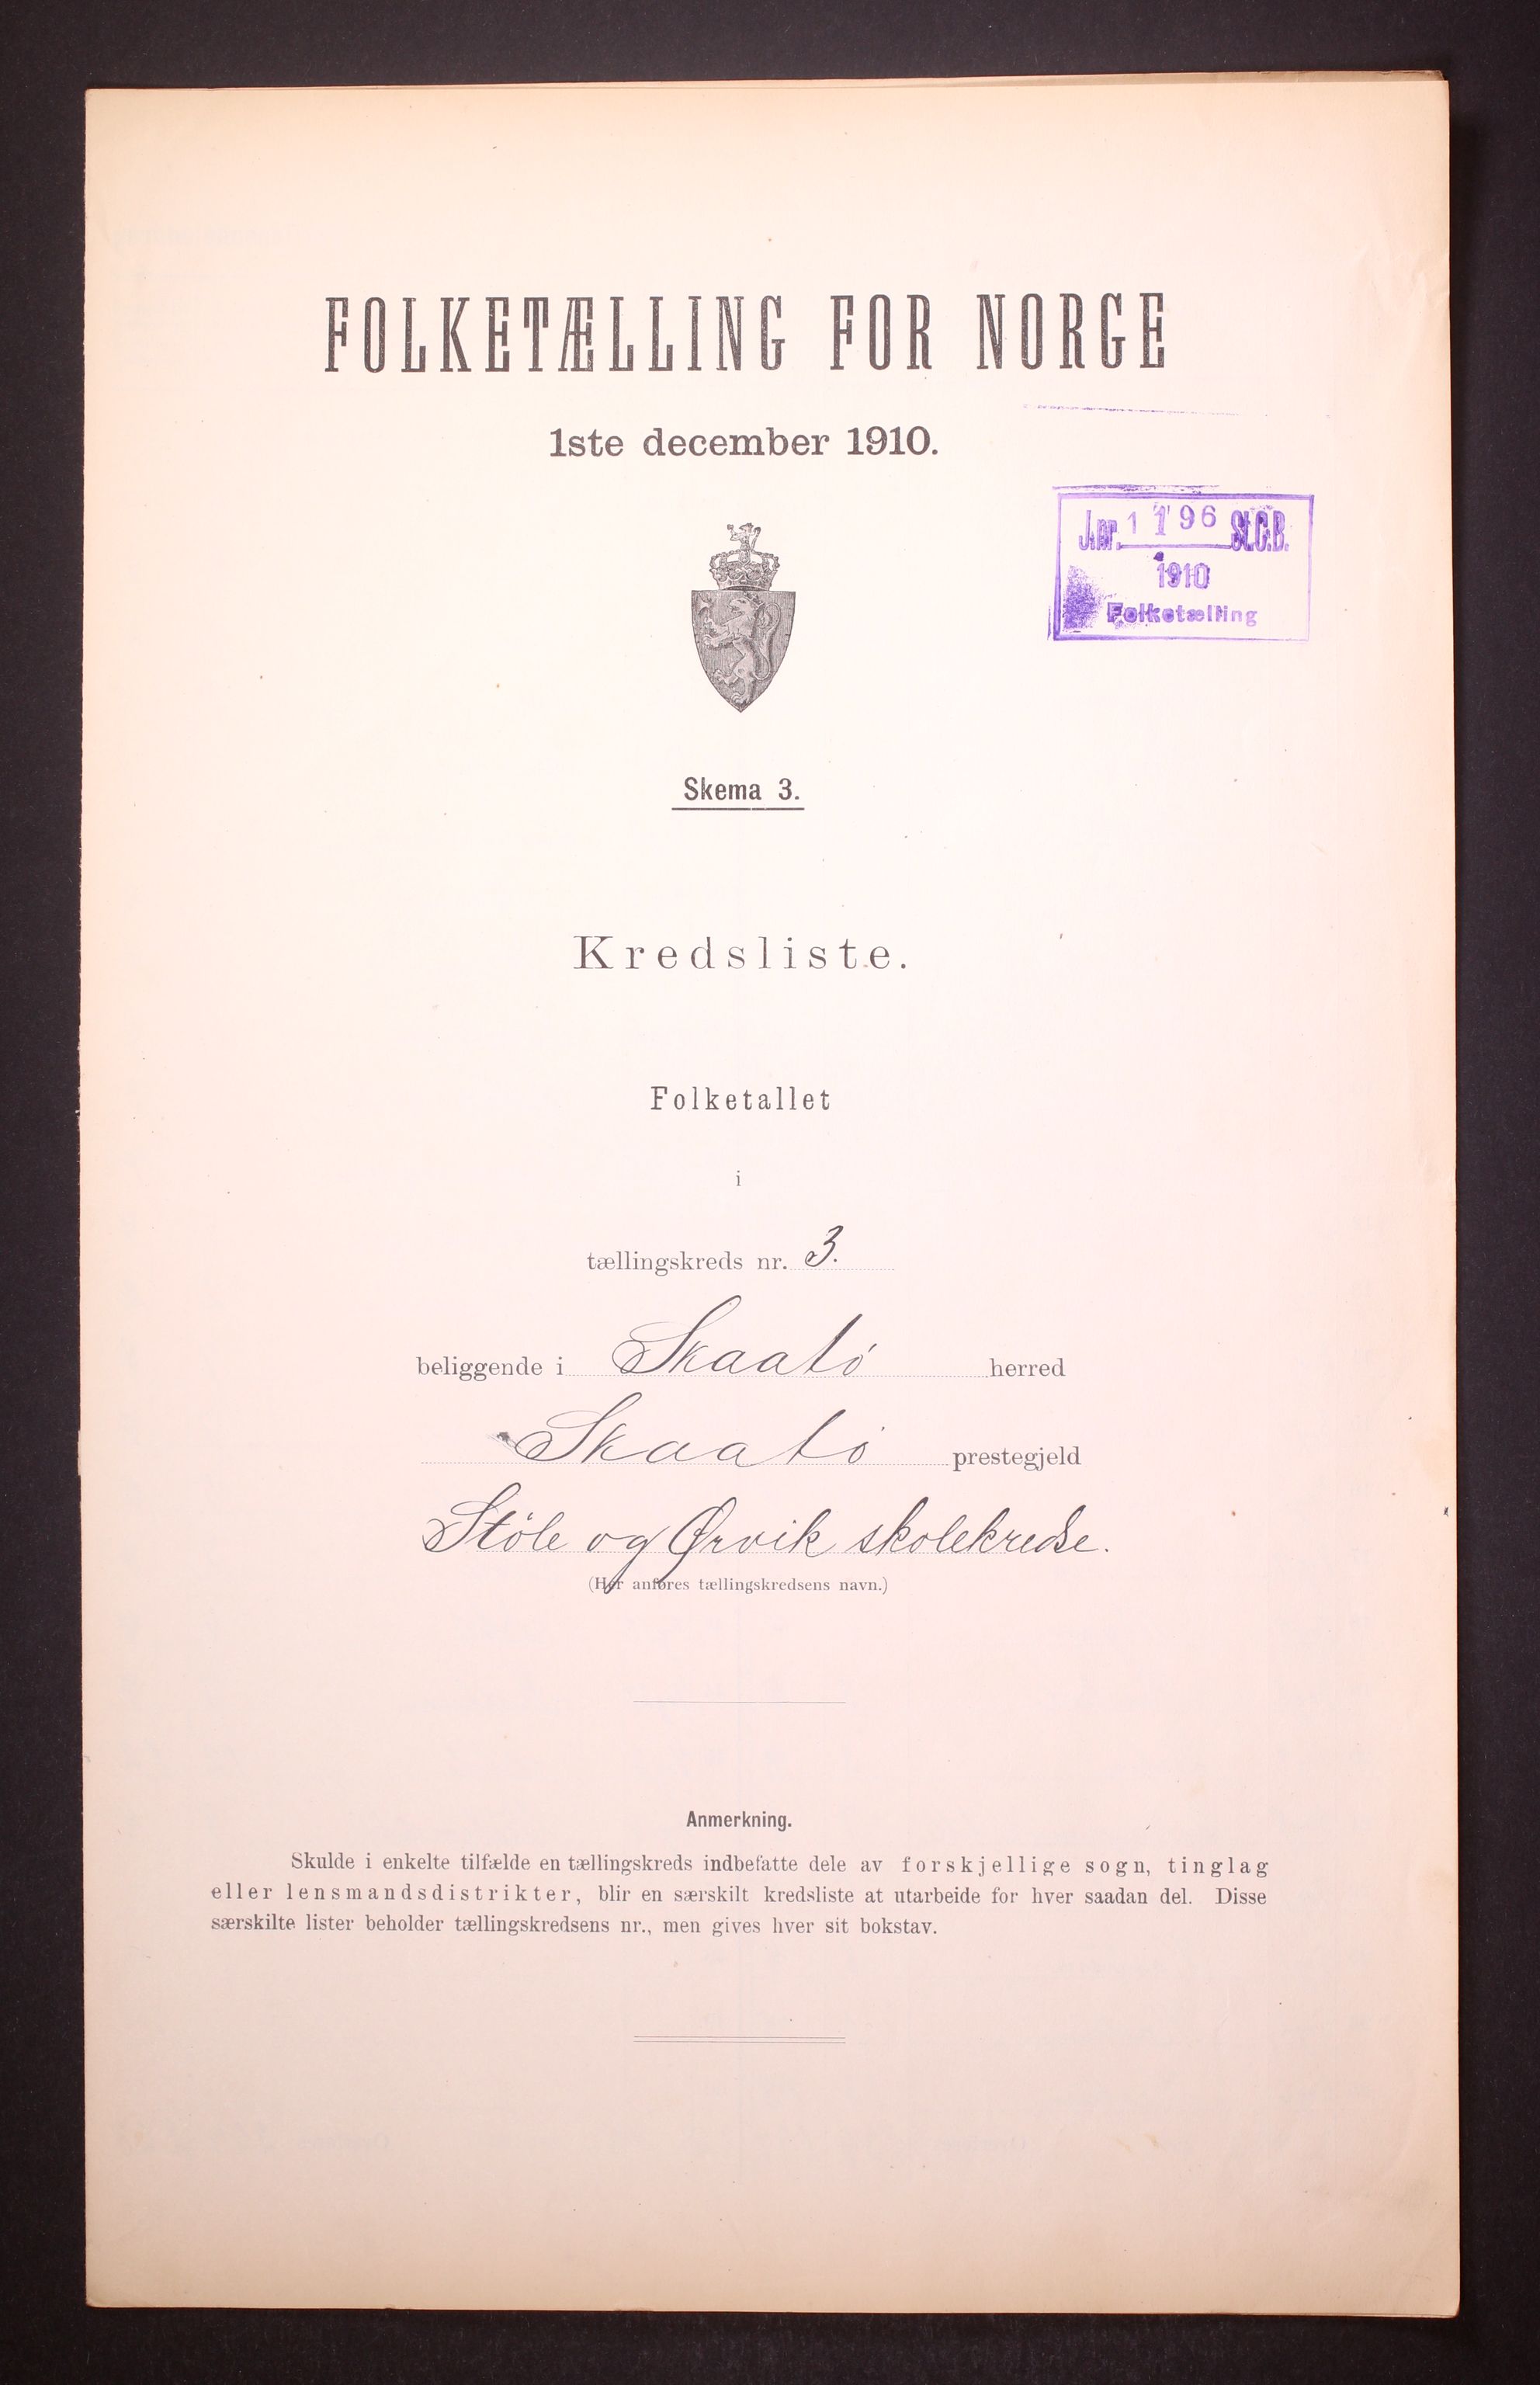 FOLKETÆLLING FOR NORGE
1ste december 1910.
J.nr. 1196 St.C.B.
1910
Folketælling
Skema 3.
Kredsliste.
Folketallet
i
tællingskreds nr. 3.
beliggende i Skaatö herred
Skaatö prestegjeld
Stöle og Ørvik skolekredse.
(Her anføres tællingskredsens navn.)
Anmerkning.
Skulde i enkelte tilfælde en tællingskreds indbefatte dele av forskjellige sogn, tinglag
eller lensmandsdistrikter, blir en særskilt kredsliste at utarbeide for hver saadan del. Disse
særskilte lister beholder tællingskredsens nr., men gives hver sit bokstav.